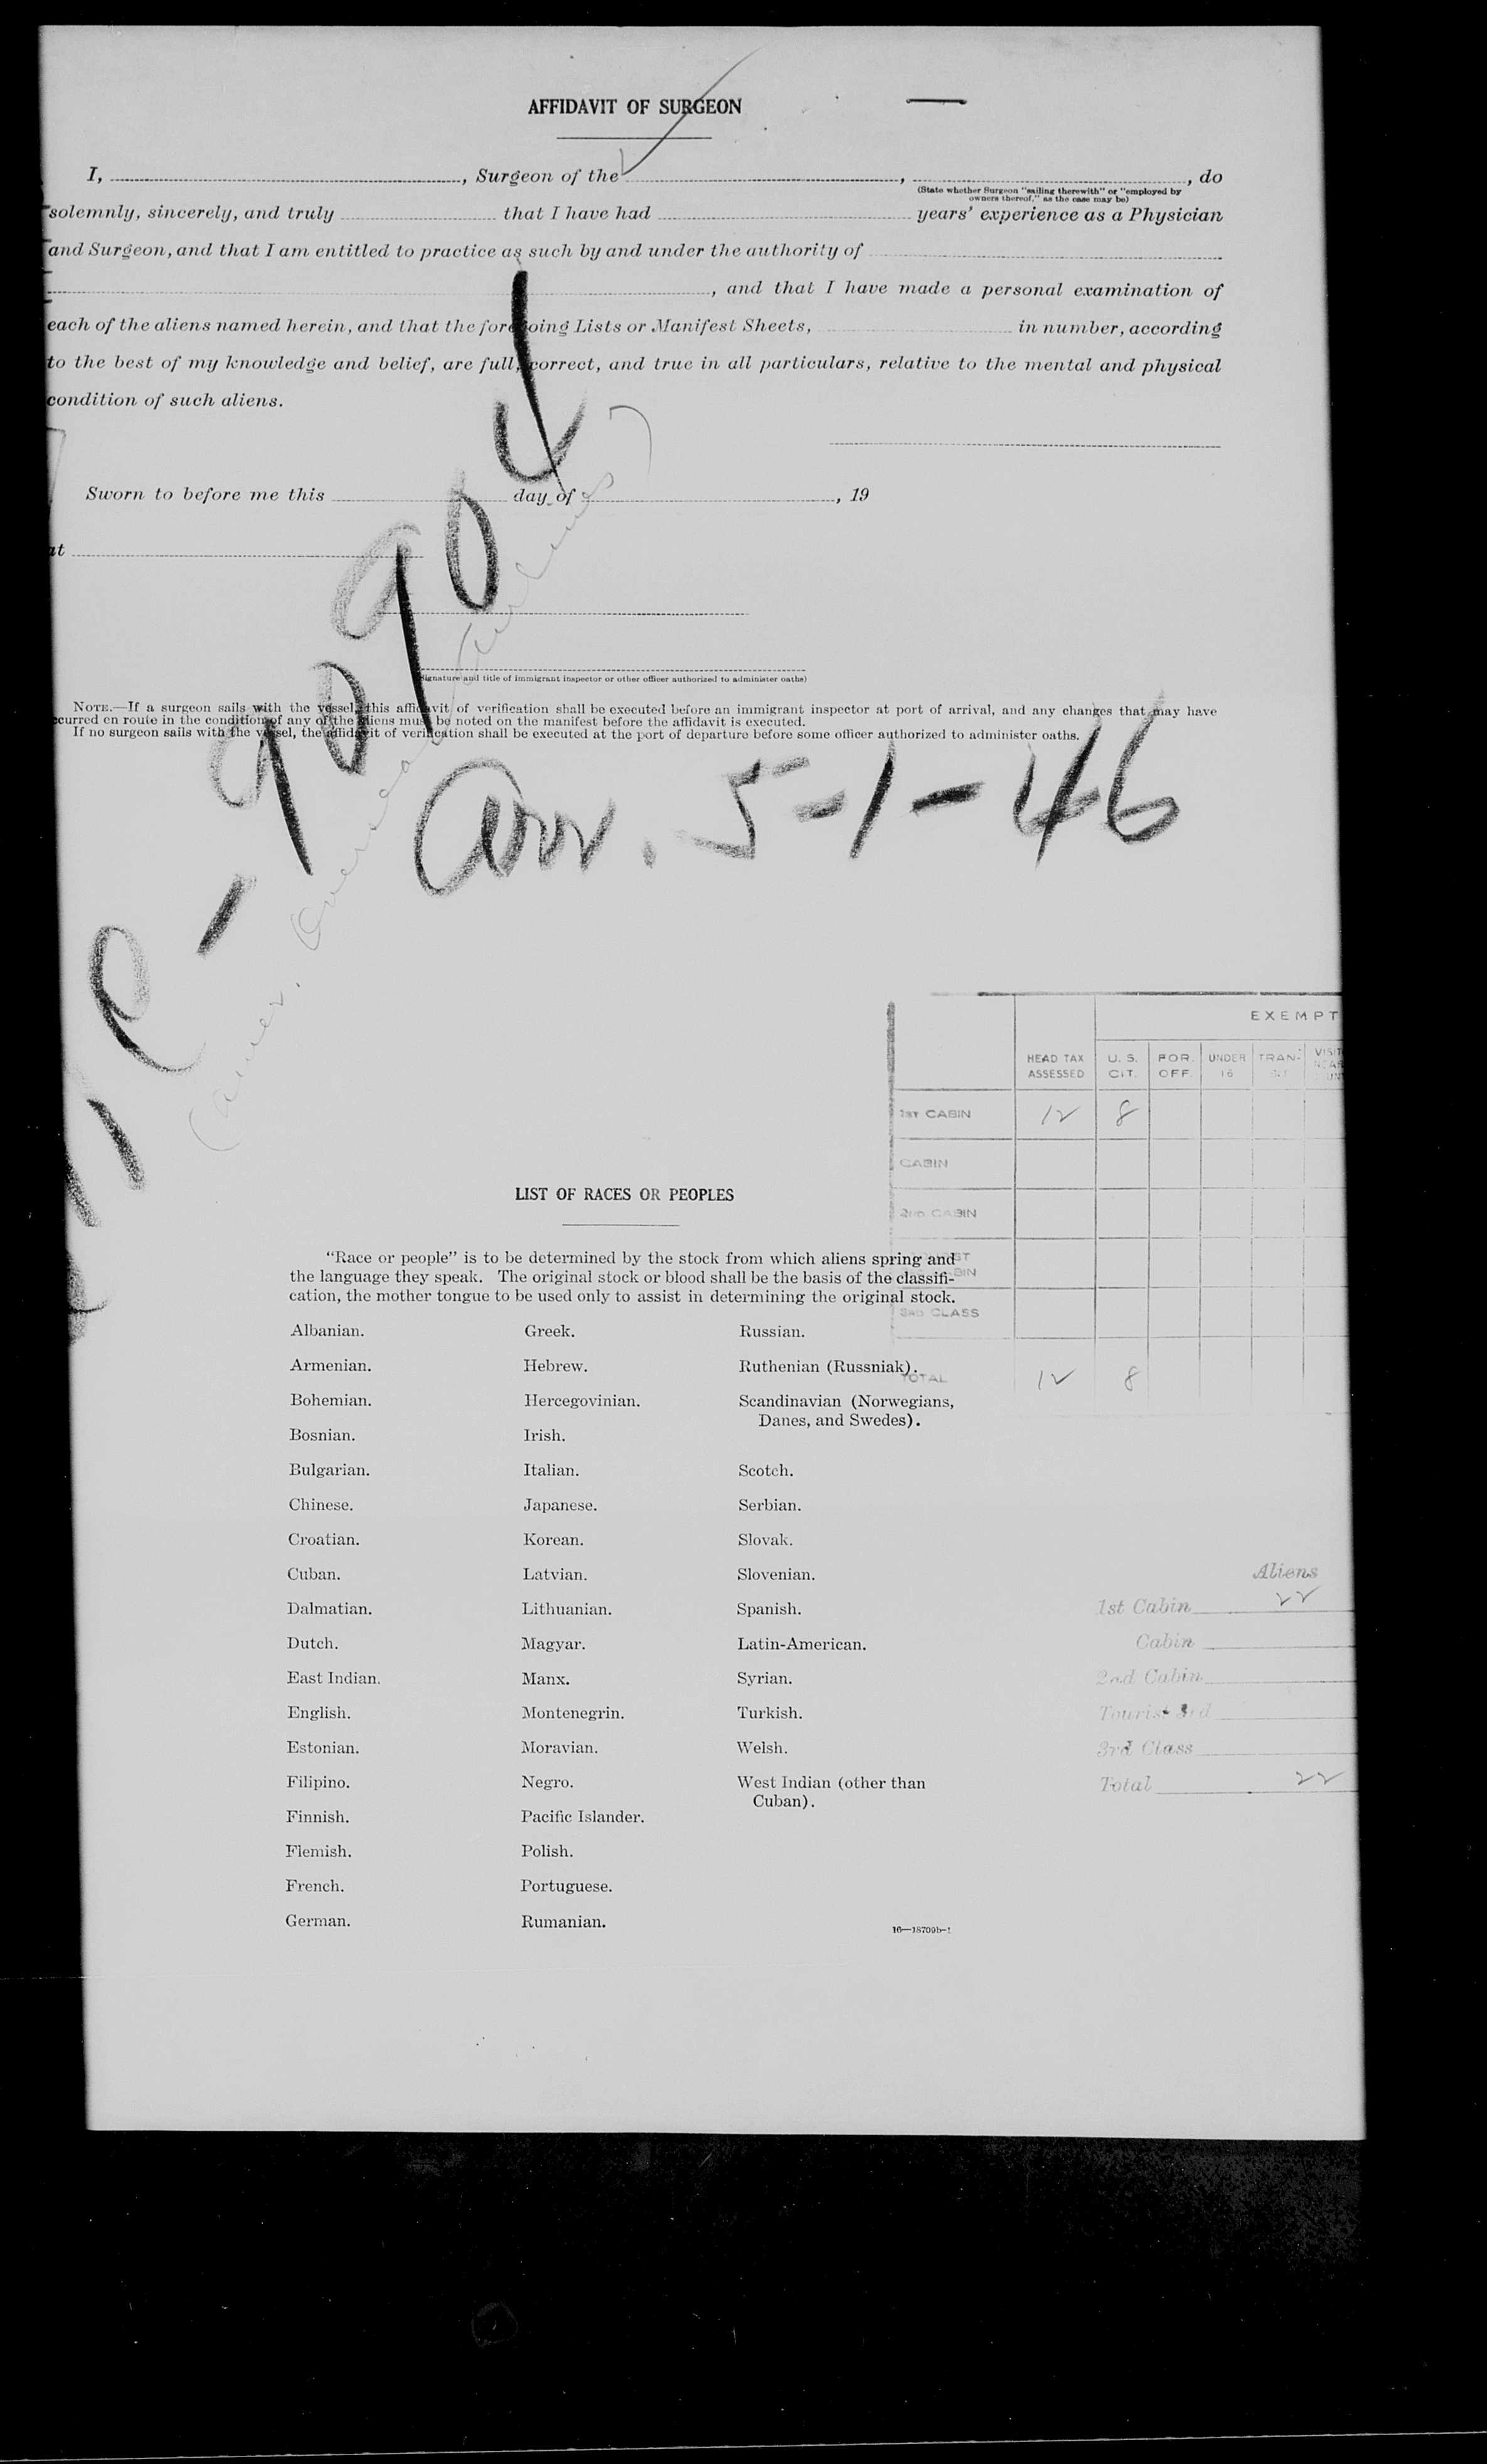 AFFIDAVIT OF SURGEON
I, , Surgeon of the , , do
(State whether Surgeon "sailing therewith" or "employed by
owners thereof," as the case may be)
solemnly, sincerely, and truly that I have had years' experience as a Physician
and Surgeon, and that I am entitled to practice as such by and under the authority of
, and that I have made a personal examination of
each of the aliens named herein, and that the foregoing Lists or Manifest Sheets, in number, according
to the best of my knowledge and belief, are full, correct, and true in all particulars, relative to the mental and physical
condition of such aliens.
Sworn to before me this day of , 19
at
(Signature and title of immigrant inspector or other officer authorized to administer oaths)
NOTE.—If a surgeon sails with the vessel, this affidavit of verification shall be executed before an immigrant inspector at port of arrival, and any changes that may have
occurred en route in the condition of any of the aliens must be noted on the manifest before the affidavit is executed.
If no surgeon sails with the vessel, the affidavit of verification shall be executed at the port of departure before some officer authorized to administer oaths.
C-90904
(Amer. Overseas Airlines)
arr. 5-1-46
EXEMPT
HEAD TAX ASSESSED U. S. CIT. FOR. OFF. UNDER 16 TRAN-
1ST CABIN 12 8
CABIN
2ND CABIN
3RD CLASS
TOTAL 12 8
LIST OF RACES OR PEOPLES
"Race or people" is to be determined by the stock from which aliens spring and
the language they speak. The original stock or blood shall be the basis of the classifi-
cation, the mother tongue to be used only to assist in determining the original stock.
Albanian. Greek. Russian.
Armenian. Hebrew. Ruthenian (Russniak).
Bohemian. Hercegovinian. Scandinavian (Norwegians,
Danes, and Swedes).
Bosnian. Irish.
Bulgarian. Italian. Scotch.
Chinese. Japanese. Serbian.
Croatian. Korean. Slovak.
Cuban. Latvian. Slovenian.
Dalmatian. Lithuanian. Spanish.
Dutch. Magyar. Latin-American.
East Indian. Manx. Syrian.
English. Montenegrin. Turkish.
Estonian. Moravian. Welsh.
Filipino. Negro. West Indian (other than
Cuban).
Finnish. Pacific Islander.
Flemish. Polish.
French. Portuguese.
German. Rumanian.
Aliens
1st Cabin 22
Cabin
2nd Cabin
Tourist 3rd
3rd Class
Total 22
16—18709b-1